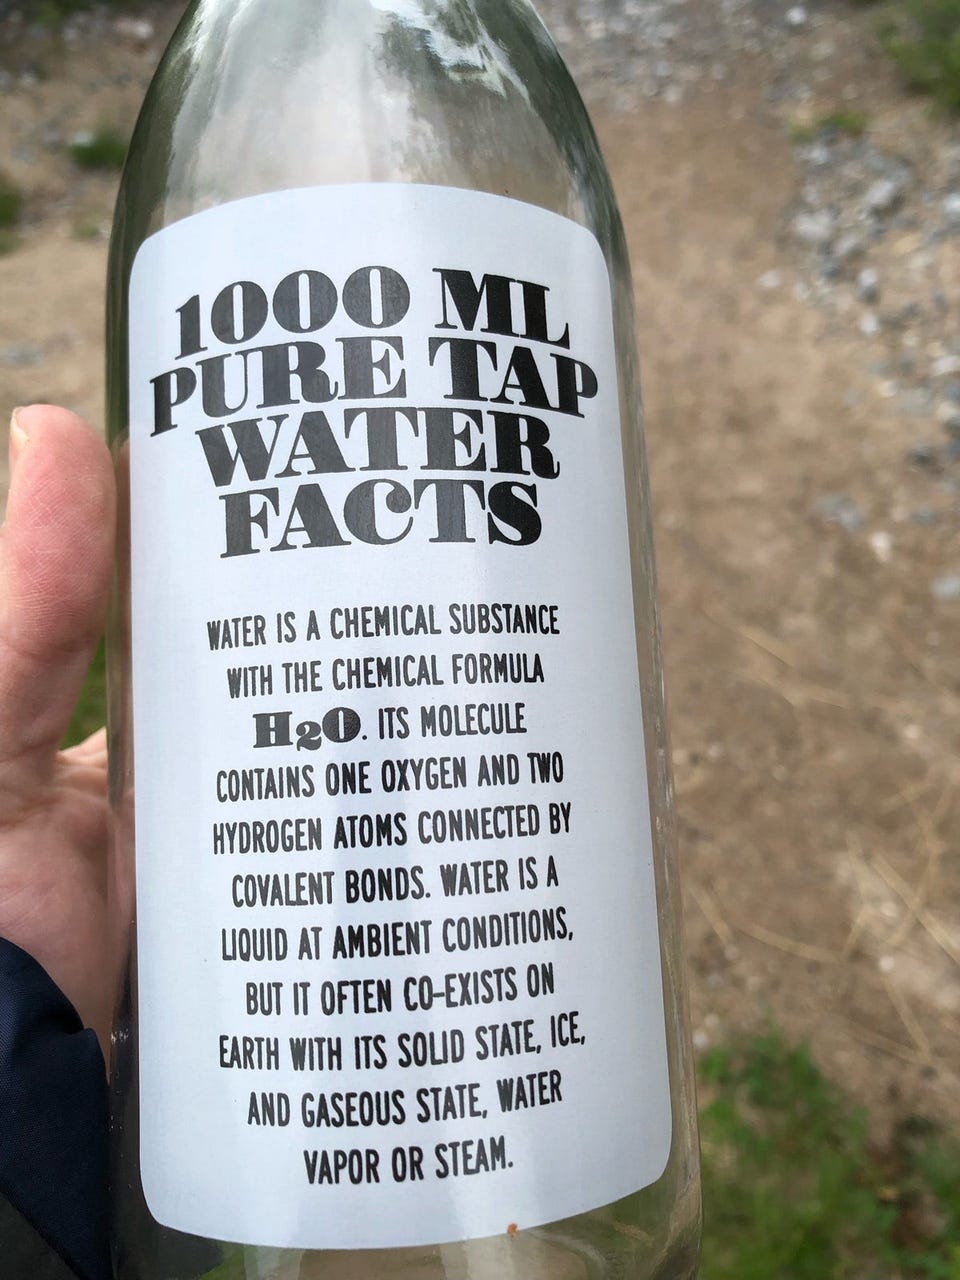 1000 ML
PURE TAP
WATER
FACTS
WATER IS A CHEMICAL SUBSTANCE
WITH THE CHEMICAL FORMULA
H2O. ITS MOLECULE
CONTAINS ONE OXYGEN AND TWO
HYDROGEN ATOMS CONNECTED BY
COVALENT BONDS. WATER IS A
LIQUID AT AMBIENT CONDITIONS,
BUT IT OFTEN CO-EXISTS ON
EARTH WITH ITS SOLID STATE, ICE,
AND GASEOUS STATE, WATER
VAPOR OR STEAM.